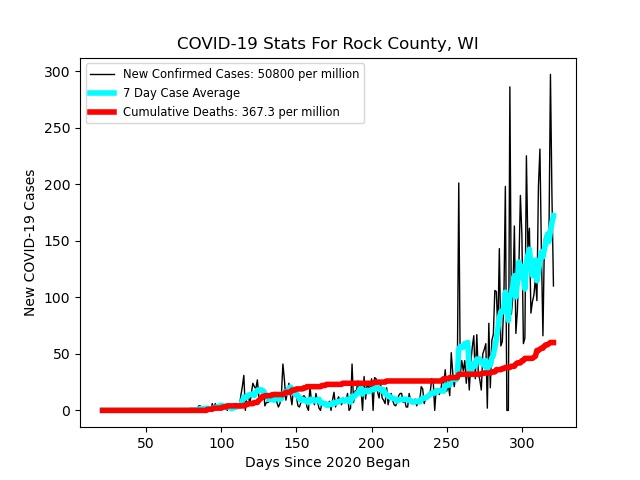 COVID-19 Stats For Rock County, WI
New Confirmed Cases: 50800 per million
7 Day Case Average
Cumulative Deaths: 367.3 per million
New COVID-19 Cases
300
250
200
150
100
50
0
50 100 150 200 250 300
Days Since 2020 Began